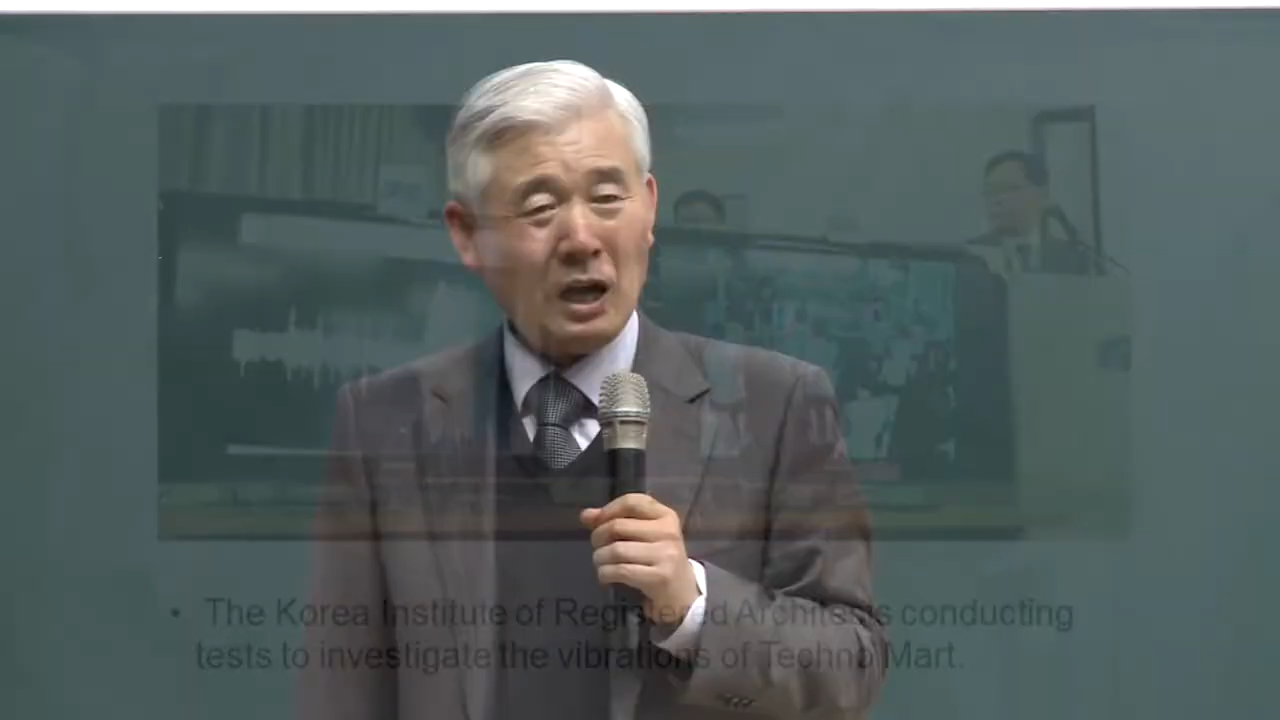 • The Korea Institute of Registered Architects conducting
tests to investigate the vibrations of Techno Mart.